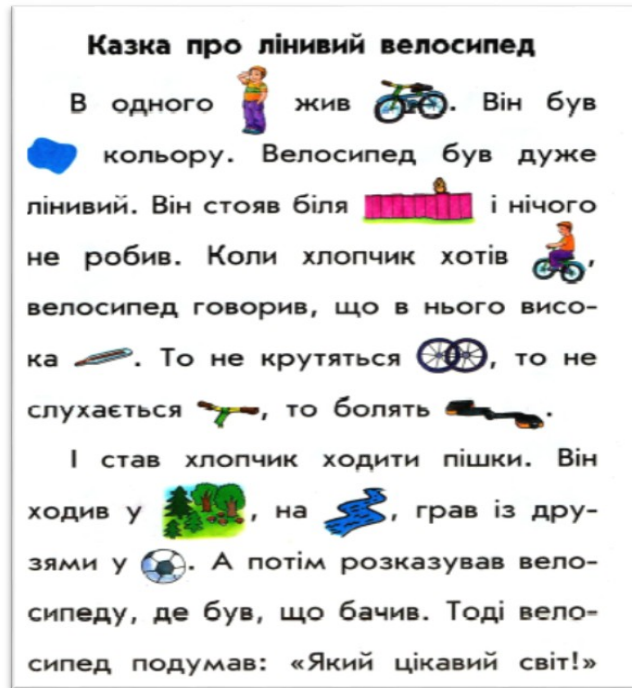 Казка про лінивий велосипед
В одного жив . Він був
кольору. Велосипед був дуже
лінивий. Він стояв біля і нічого
не робив. Коли хлопчик хотів ,
велосипед говорив, що в нього висо-
ка . То не крутяться , то не
слухається , то болять .
І став хлопчик ходити пішки. Він
ходив у , на , грав із дру-
зями у . А потім розказував вело-
сипеду, де був, що бачив. Тоді вело-
сипед подумав: «Який цікавий світ!»